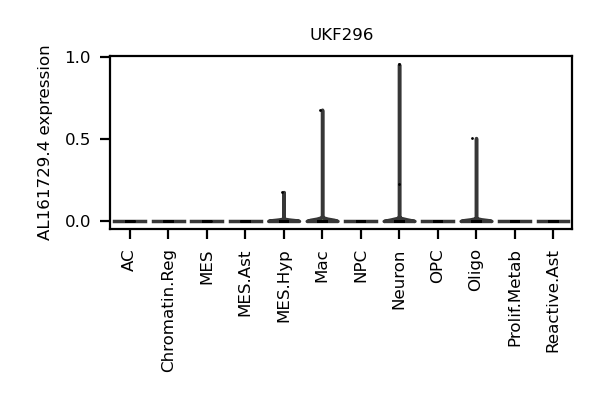 UKF296
AL161729.4 expression
1.0
0.5
0.0
AC
Chromatin.Reg
MES
MES.Ast
MES.Hyp
Mac
NPC
Neuron
OPC
Oligo
Prolif.Metab
Reactive.Ast